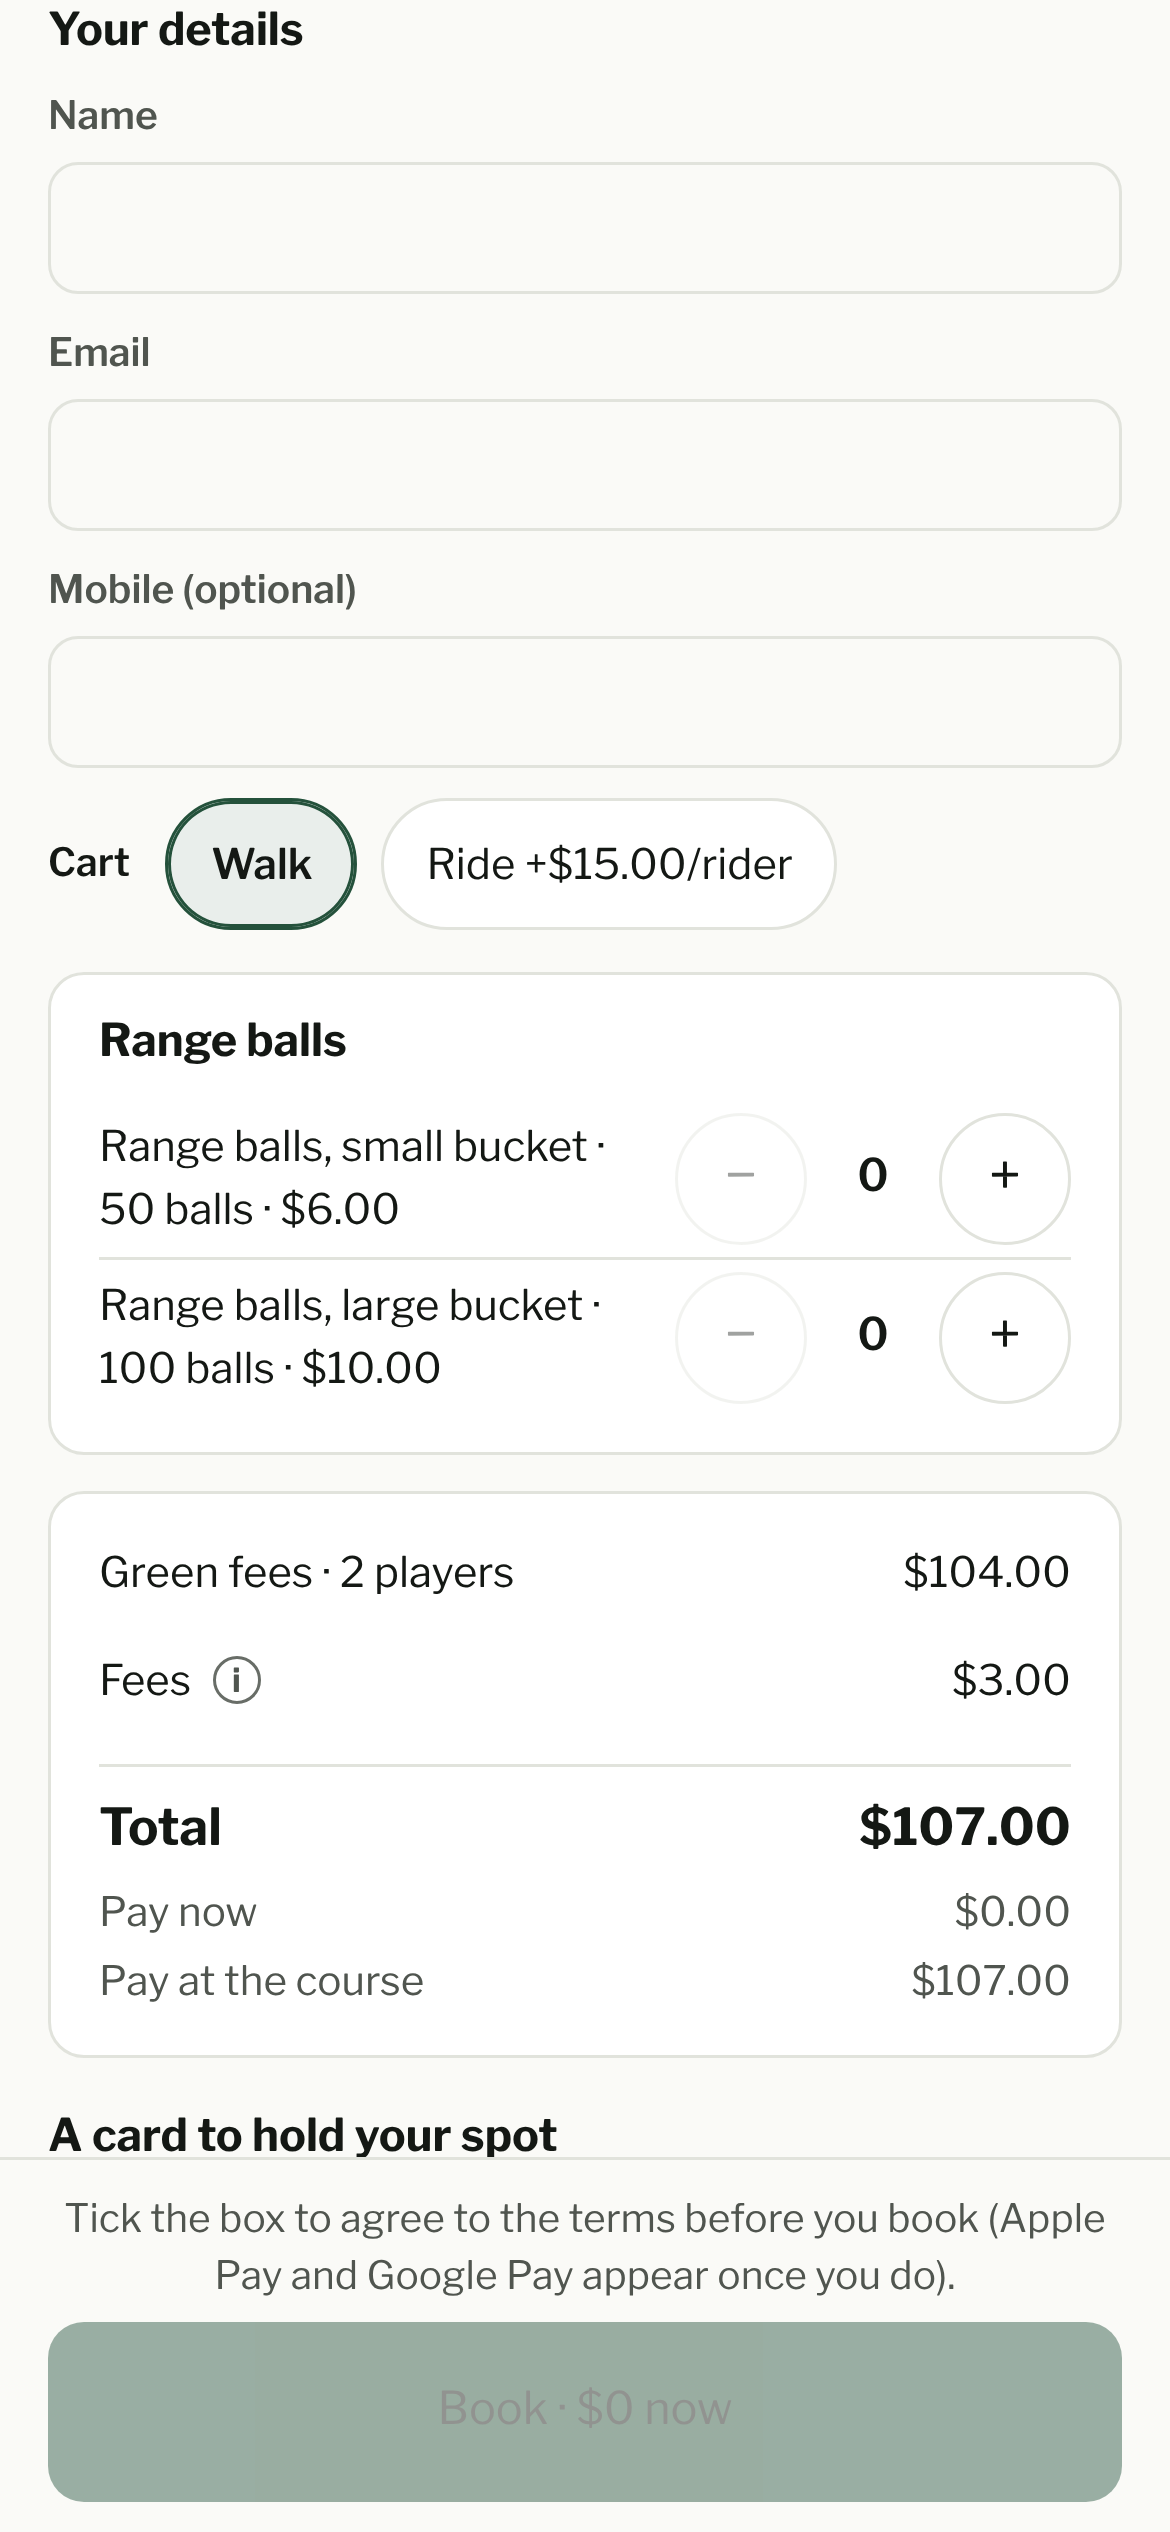 Your details
Name
Email
Mobile (optional)
Cart Walk Ride +$15.00/rider
Range balls
Range balls, small bucket ·
50 balls · $6.00
− 0 +
Range balls, large bucket ·
100 balls · $10.00
− 0 +
Green fees · 2 players $104.00
Fees i $3.00
Total $107.00
Pay now $0.00
Pay at the course $107.00
A card to hold your spot
Tick the box to agree to the terms before you book (Apple
Pay and Google Pay appear once you do).
Book · $0 now